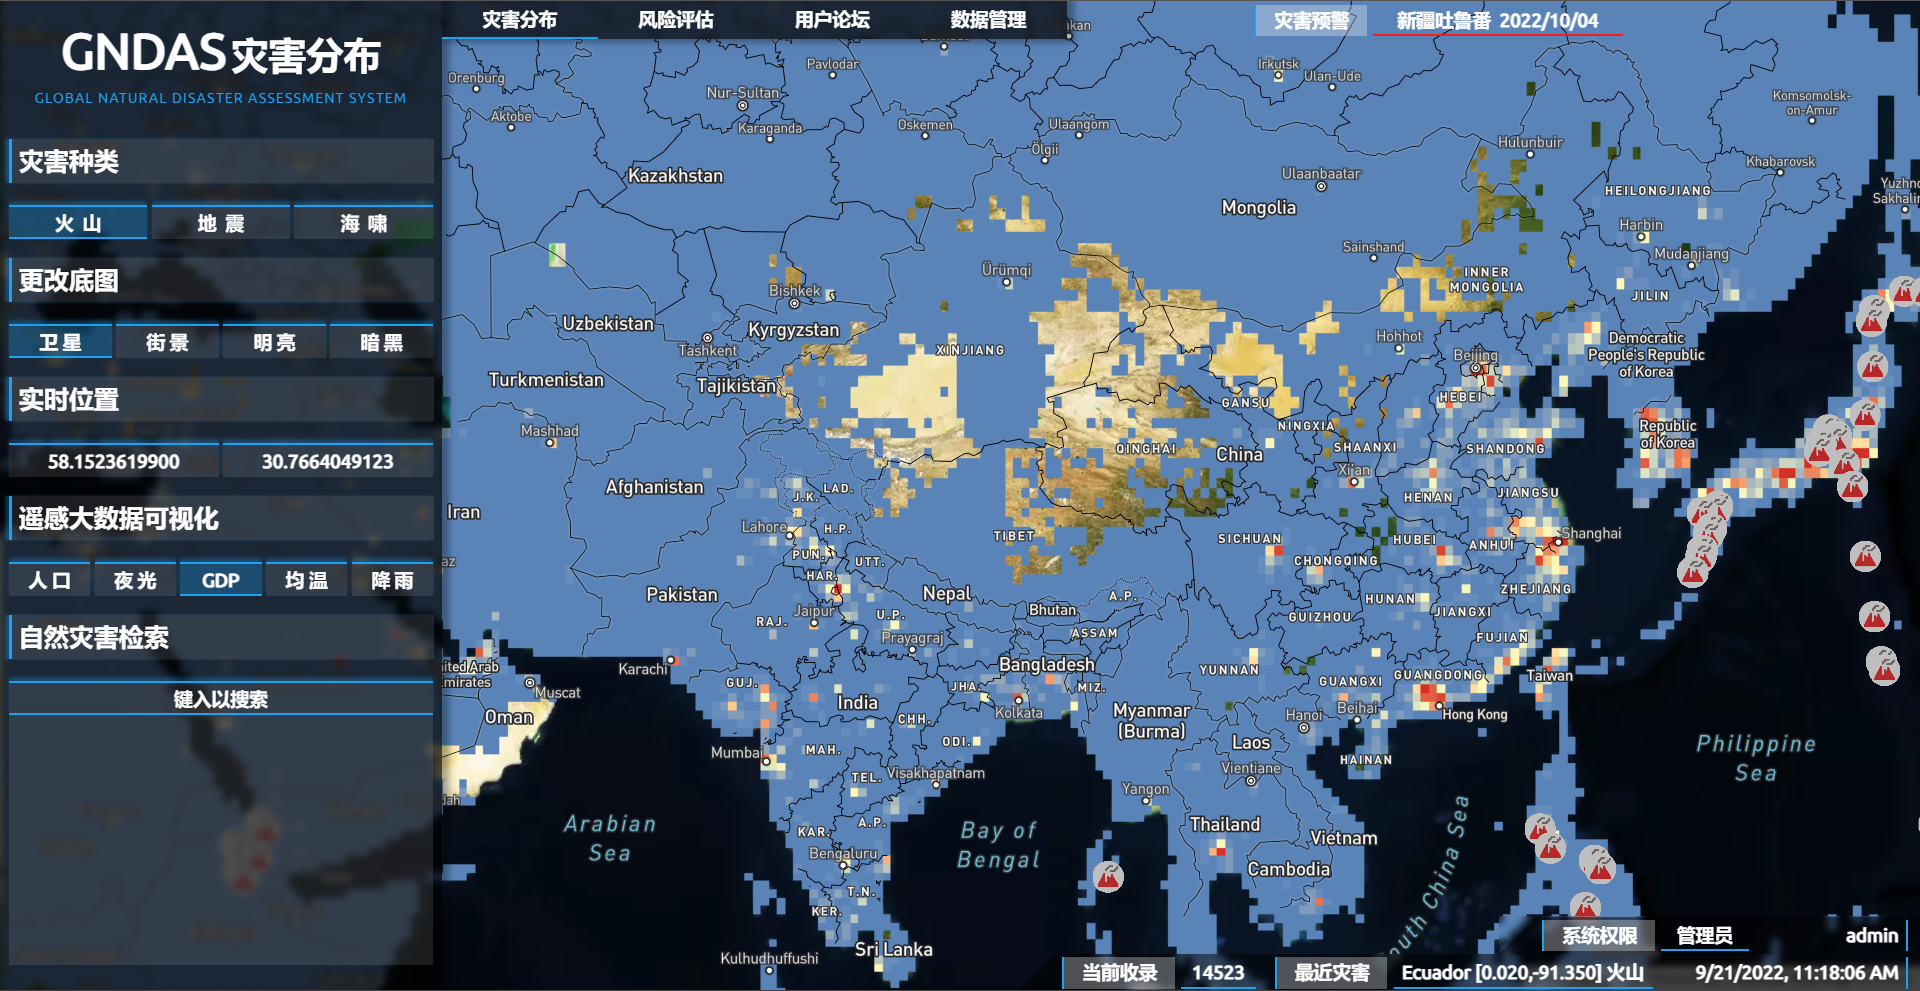 GNDAS灾害分布
GLOBAL NATURAL DISASTER ASSESSMENT SYSTEM
灾害种类
火山 地震 海啸
更改底图
卫星 街景 明亮 暗黑
实时位置
58.1523619900 30.7664049123
遥感大数据可视化
人口 夜光 GDP 均温 降雨
自然灾害检索
键入以搜索
灾害分布 风险评估 用户论坛 数据管理
灾害预警 新疆吐鲁番 2022/10/04
Orenburg
Aktobe
Pavlodar
Nur-Sultan
Karaganda
Oskemen
Ulaangom
Ölgii
Irkutsk
Ulan-Ude
Komsomolsk-
on-Amur
Hulunbuir
Khabarovsk
Kazakhstan
Ulaanbaatar
Mongolia
HEILONGJIANG
Harbin
Mudanjiang
Sainshand
Ürümqi
INNER
MONGOLIA
JILIN
Bishkek
Uzbekistan
Kyrgyzstan
Tashkent
XINJIANG
Hohhot
Beijing
Democratic
People's Republic
of Korea
Turkmenistan
Tajikistan
GANSU
HEBEI
Mashhad
NINGXIA
Republic
of Korea
QINGHAI
China
SHAANXI
SHANDONG
Xi'an
Afghanistan
J.K.
LAD.
HENAN
JIANGSU
Iran
Lahore
H.P.
TIBET
SICHUAN
HUBEI
ANHUI
Shanghai
PUN.
UTT.
CHONGQING
HAR.
ZHEJIANG
Pakistan
Nepal
Bhutan
A.P.
HUNAN
JIANGXI
Jaipur
RAJ.
U.P.
GUIZHOU
Prayagraj
ASSAM
FUJIAN
Karachi
Bangladesh
YUNNAN
Muscat
GUJ.
JHA.
MIZ.
GUANGXI
GUANGDONG
Taiwan
Oman
India
Kolkata
CHH.
Myanmar
(Burma)
Hanoi
Beihai
Hong Kong
ODI.
Laos
Mumbai
MAH.
HAINAN
Vientiane
TEL.
Visakhapatnam
Yangon
Philippine
Sea
Arabian
Sea
A.P.
KAR.
Bay of
Bengal
Thailand
Vietnam
Bengaluru
Cambodia
T.N.
KER.
South China Sea
Sri Lanka
Kulhudhuffushi
系统权限 管理员 admin
当前收录 14523 最近灾害 Ecuador [0.020,-91.350] 火山 9/21/2022, 11:18:06 AM